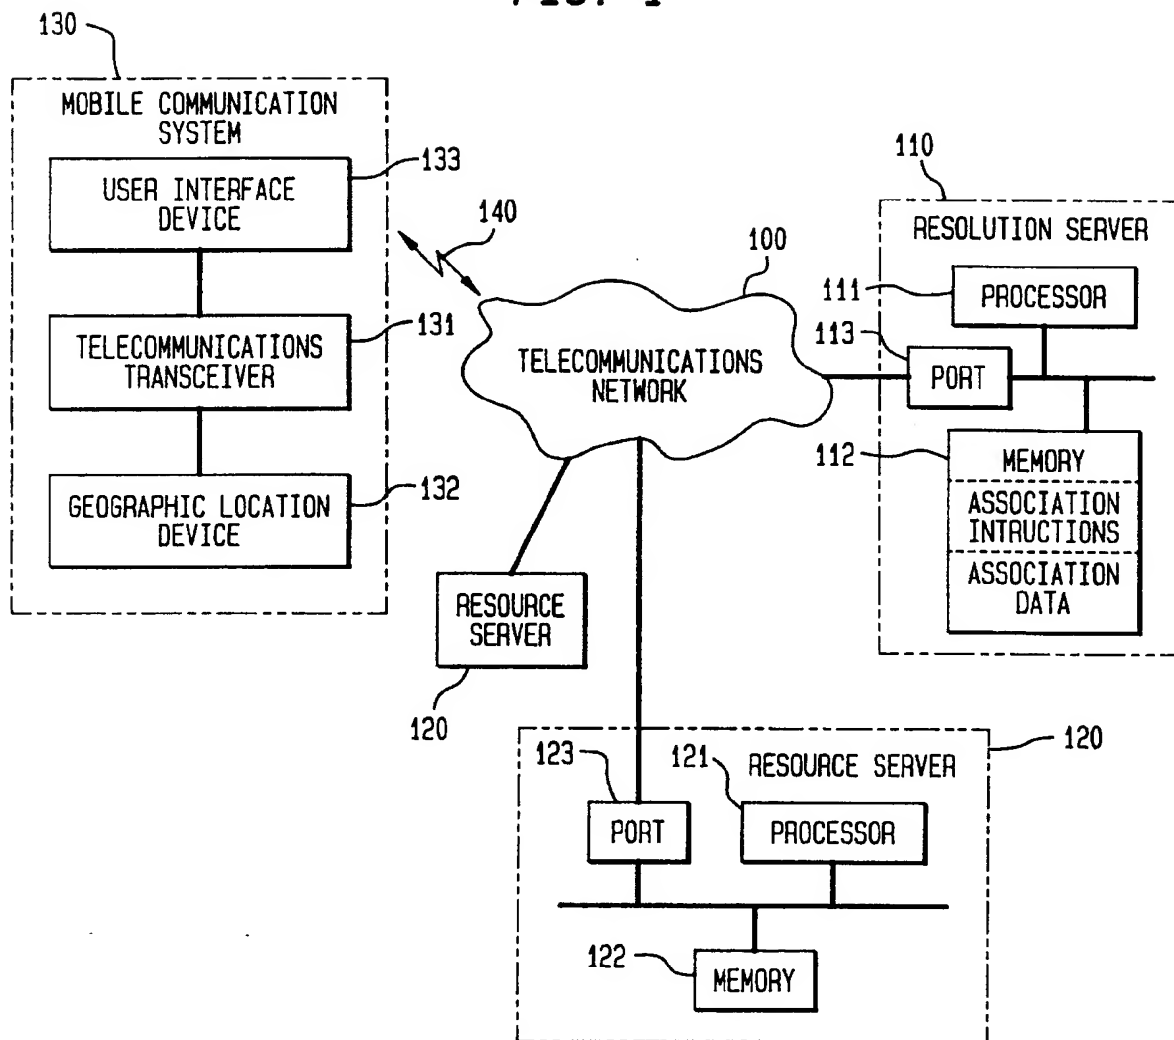 FIG. 1
130
MOBILE COMMUNICATION
SYSTEM
USER INTERFACE
DEVICE
133
TELECOMMUNICATIONS
TRANSCEIVER
131
GEOGRAPHIC LOCATION
DEVICE
132
140
100
TELECOMMUNICATIONS
NETWORK
110
RESOLUTION SERVER
111
PROCESSOR
113
PORT
112
MEMORY
ASSOCIATION
INTRUCTIONS
ASSOCIATION
DATA
RESOURCE
SERVER
120
120
RESOURCE SERVER
123
PORT
121
PROCESSOR
122
MEMORY